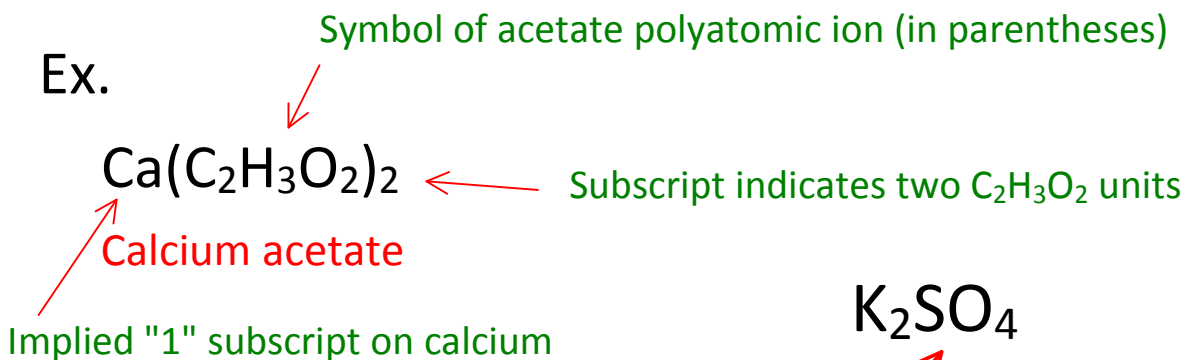 Symbol of acetate polyatomic ion (in parentheses)
Ex.
Ca(C₂H₃O₂)₂
Subscript indicates two C₂H₃O₂ units
Calcium acetate
K₂SO₄
Implied "1" subscript on calcium